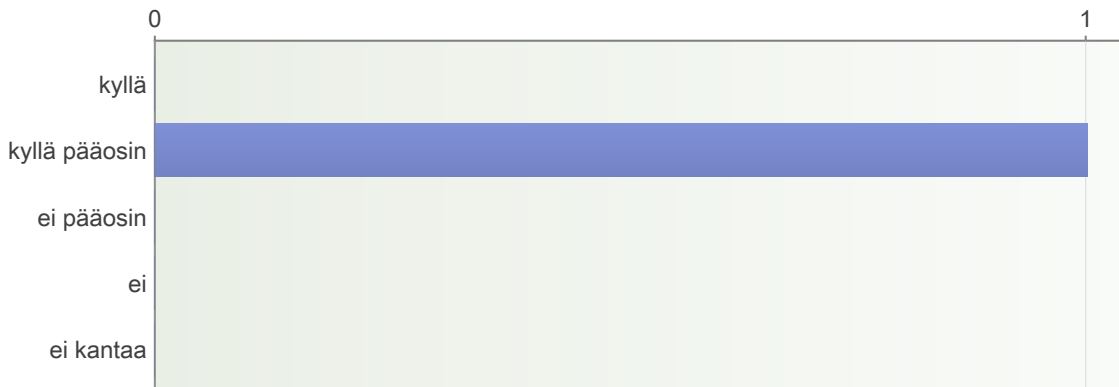 0 1
kyllä
kyllä pääosin
ei pääosin
ei
ei kantaa